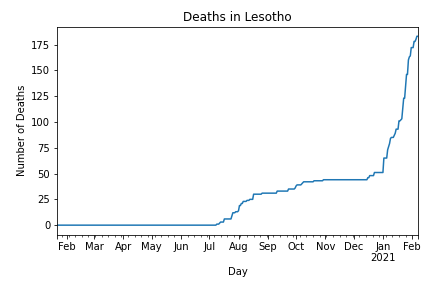 Deaths in Lesotho
Number of Deaths
175
150
125
100
75
50
25
0
Feb Mar Apr May Jun Jul Aug Sep Oct Nov Dec Jan Feb
2021
Day